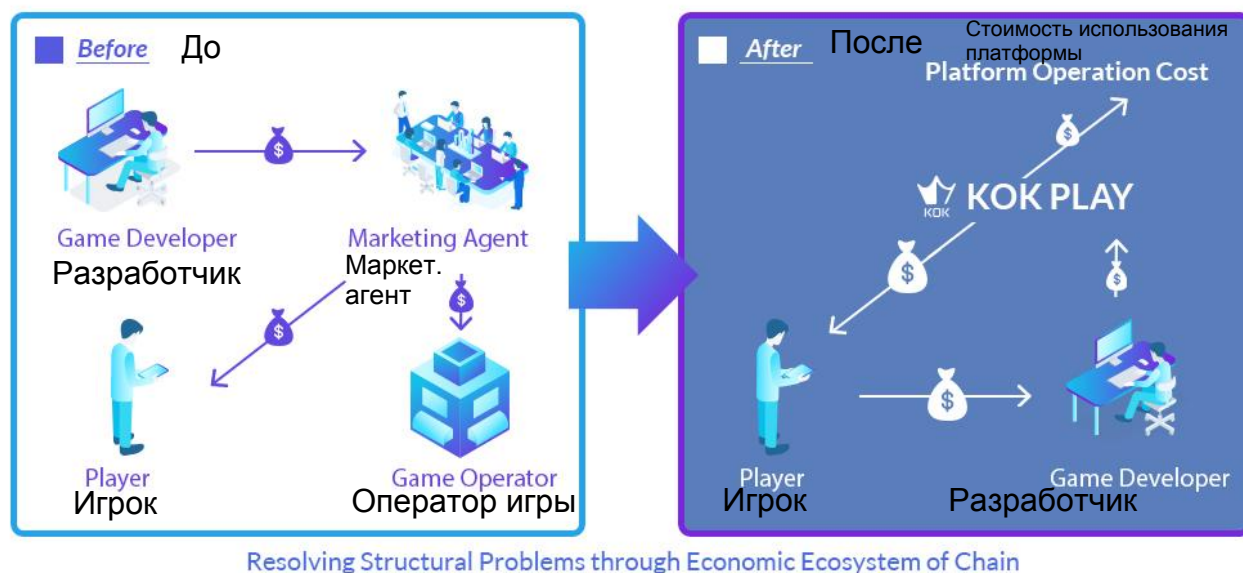 Before До
Game Developer
Разработчик
Marketing Agent
Маркет.
агент
Player
Игрок
Game Operator
Оператор игры
After После
Стоимость использования
платформы
Platform Operation Cost
KOK
KOK PLAY
Player
Игрок
Game Developer
Разработчик
$
$
$
$
$
$
$
Resolving Structural Problems through Economic Ecosystem of Chain